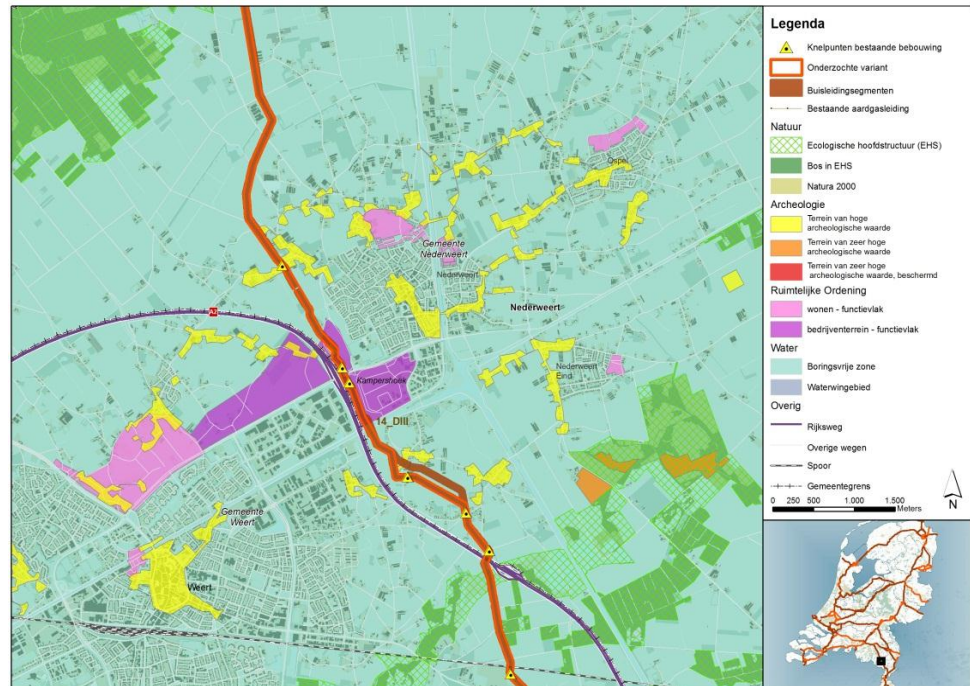 Ospel
Gemeente
Nederweert
Nederweert
Nederweert
A2
Nederweert
Eind
Kampershoek
14_DIII
Gemeente
Weert
Weert
Legenda
Knelpunten bestaande bebouwing
Onderzochte variant
Buisleidingsegmenten
Bestaande aardgasleiding
Natuur
Ecologische hoofdstructuur (EHS)
Bos in EHS
Natura 2000
Archeologie
Terrein van hoge
archeologische waarde
Terrein van zeer hoge
archeologische waarde
Terrein van zeer hoge
archeologische waarde, beschermd
Ruimtelijke Ordening
wonen - functievlak
bedrijventerrein - functievlak
Water
Boringsvrije zone
Waterwingebied
Overig
Rijksweg
Overige wegen
Spoor
Gemeentegrens
0 250 500 1.000 1.500
Meters
N